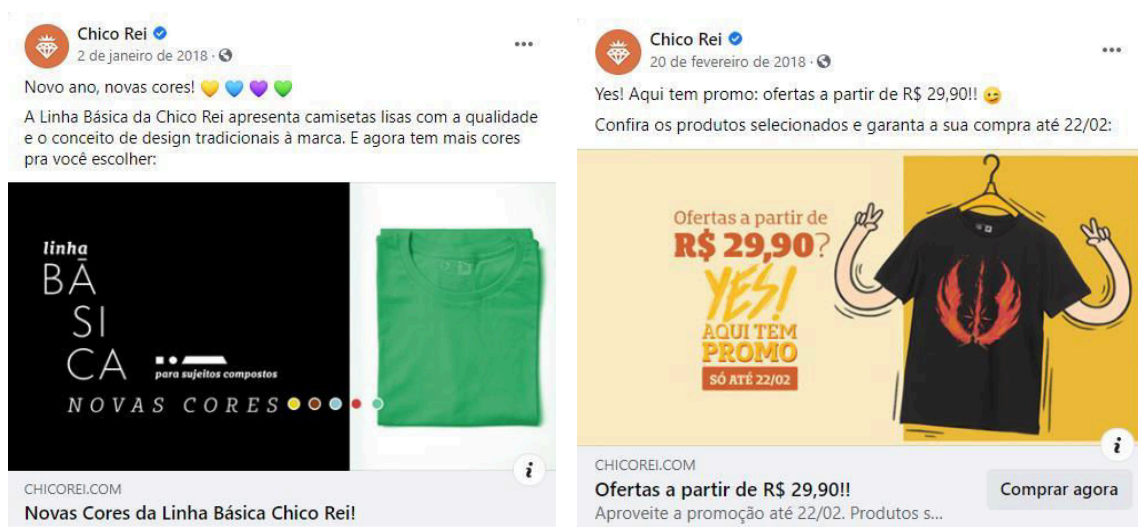 Chico Rei
2 de janeiro de 2018 ·
Novo ano, novas cores! 💛 💙 💜 💚
A Linha Básica da Chico Rei apresenta camisetas lisas com a qualidade
e o conceito de design tradicionais à marca. E agora tem mais cores
pra você escolher:
linha
BÁ
SI
CA
para sujeitos compostos
NOVAS CORES
i
CHICOREI.COM
Novas Cores da Linha Básica Chico Rei!
Chico Rei
20 de fevereiro de 2018 ·
Yes! Aqui tem promo: ofertas a partir de R$ 29,90!! 😉
Confira os produtos selecionados e garanta a sua compra até 22/02:
Ofertas a partir de
R$ 29,90?
YES!
AQUI TEM
PROMO
SÓ ATÉ 22/02
i
CHICOREI.COM
Ofertas a partir de R$ 29,90!!
Aproveite a promoção até 22/02. Produtos s...
Comprar agora